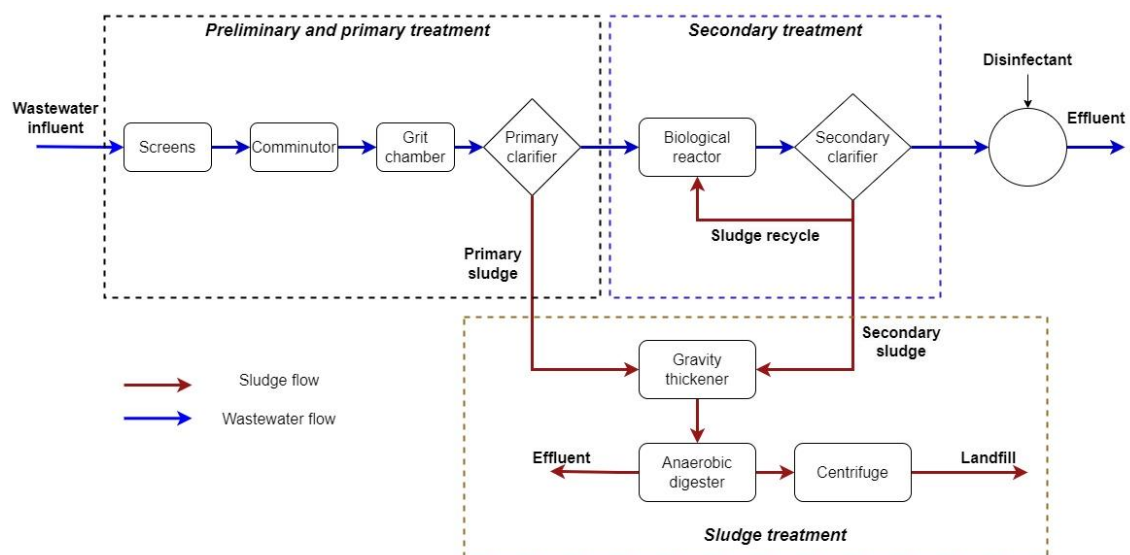 Preliminary and primary treatment
Secondary treatment
Disinfectant
Wastewater
influent
Effluent
Screens
Comminutor
Grit
chamber
Primary
clarifier
Biological
reactor
Secondary
clarifier
Sludge recycle
Primary
sludge
Secondary
sludge
Gravity
thickener
Sludge flow
Wastewater flow
Effluent
Anaerobic
digester
Centrifuge
Landfill
Sludge treatment